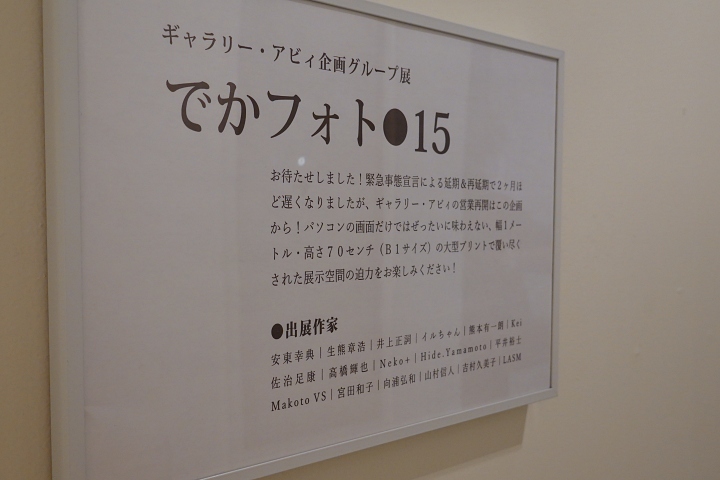 ギャラリー・アビィ企画グループ展
でかフォト●15
お待たせしました！緊急事態宣言による延期＆再延期で２ヶ月ほ
ど遅くなりましたが、ギャラリー・アビィの営業再開はこの企画
から！パソコンの画面だけではぜったいに味わえない、幅１メー
トル・高さ７０センチ（Ｂ１サイズ）の大型プリントで覆い尽く
された展示空間の迫力をお楽しみください！
●出展作家
安東幸典｜生熊章浩｜井上正詞｜イルちゃん｜熊本有一朗｜Kei
佐治足康｜髙橋輝也｜Neko+｜Hide.Yamamoto｜平井裕士
Makoto VS｜宮田和子｜向浦弘和｜山村信人｜吉村久美子｜LASM